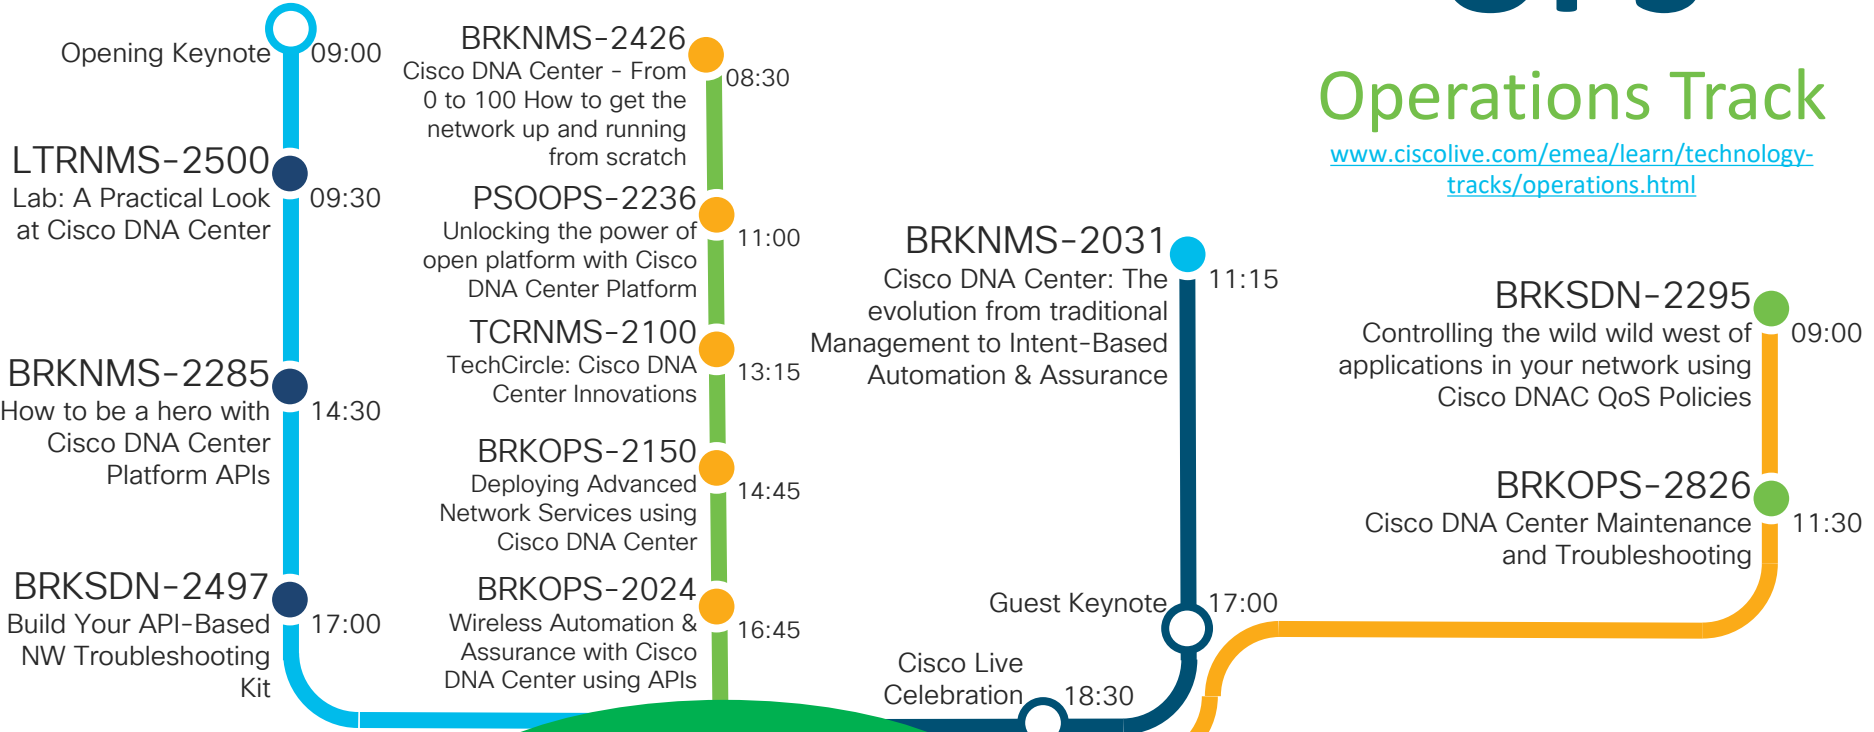 Opening Keynote
09:00
LTRNMS-2500
Lab: A Practical Look
at Cisco DNA Center
09:30
BRKNMS-2285
How to be a hero with
Cisco DNA Center
Platform APIs
14:30
BRKSDN-2497
Build Your API-Based
NW Troubleshooting
Kit
17:00
BRKNMS-2426
Cisco DNA Center - From
0 to 100 How to get the
network up and running
from scratch
08:30
PSOOPS-2236
Unlocking the power of
open platform with Cisco
DNA Center Platform
11:00
TCRNMS-2100
TechCircle: Cisco DNA
Center Innovations
13:15
BRKOPS-2150
Deploying Advanced
Network Services using
Cisco DNA Center
14:45
BRKOPS-2024
Wireless Automation &
Assurance with Cisco
DNA Center using APIs
16:45
BRKNMS-2031
Cisco DNA Center: The
evolution from traditional
Management to Intent-Based
Automation & Assurance
11:15
Guest Keynote
17:00
Cisco Live
Celebration
18:30
Operations Track
www.ciscolive.com/emea/learn/technology-
tracks/operations.html
BRKSDN-2295
Controlling the wild wild west of
applications in your network using
Cisco DNAC QoS Policies
09:00
BRKOPS-2826
Cisco DNA Center Maintenance
and Troubleshooting
11:30